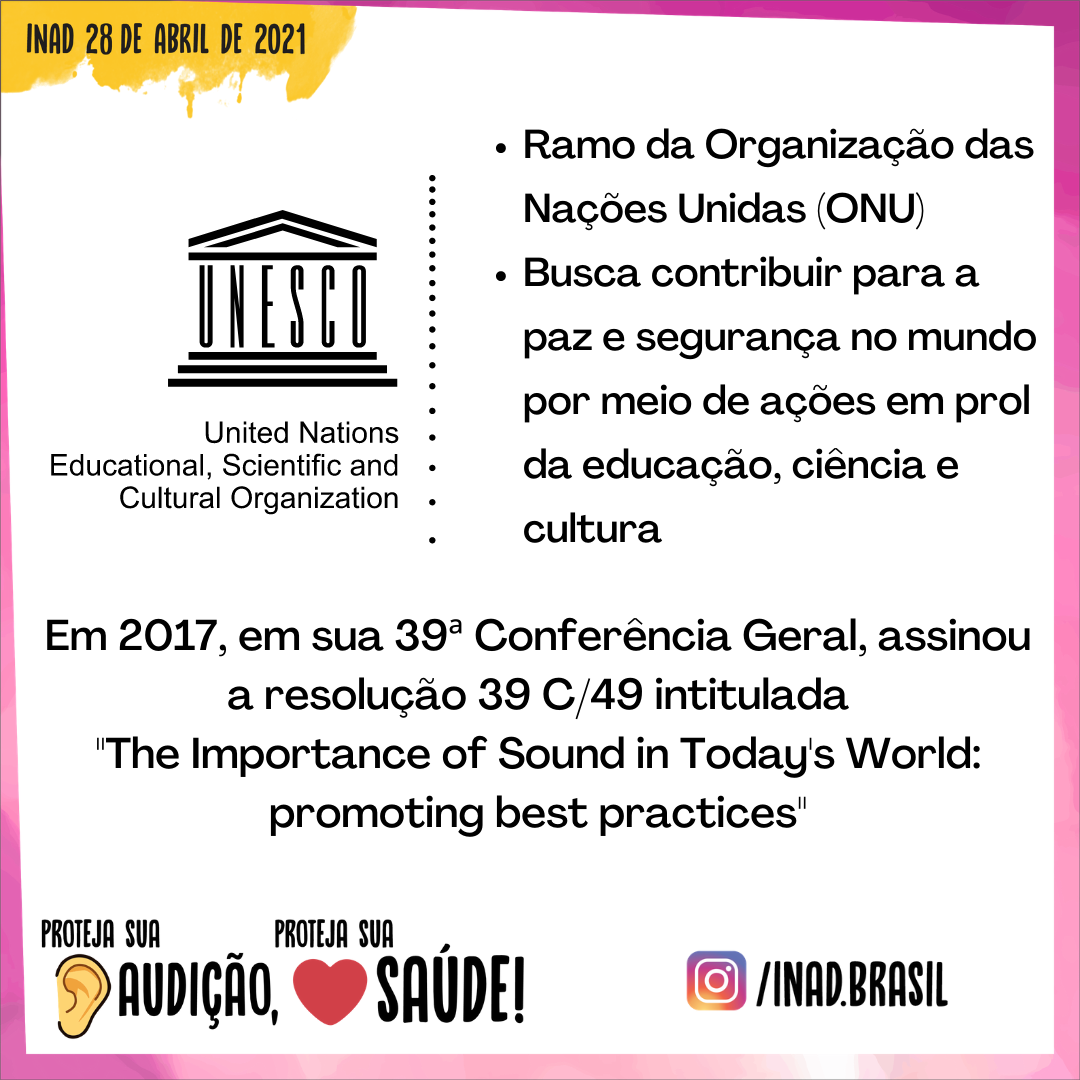 INAD 28 DE ABRIL DE 2021
UNESCO
United Nations
Educational, Scientific and
Cultural Organization
• Ramo da Organização das
Nações Unidas (ONU)
• Busca contribuir para a
paz e segurança no mundo
por meio de ações em prol
da educação, ciência e
cultura
Em 2017, em sua 39ª Conferência Geral, assinou
a resolução 39 C/49 intitulada
"The Importance of Sound in Today's World:
promoting best practices"
PROTEJA SUA
AUDIÇÃO,
PROTEJA SUA
SAÚDE!
/INAD.BRASIL